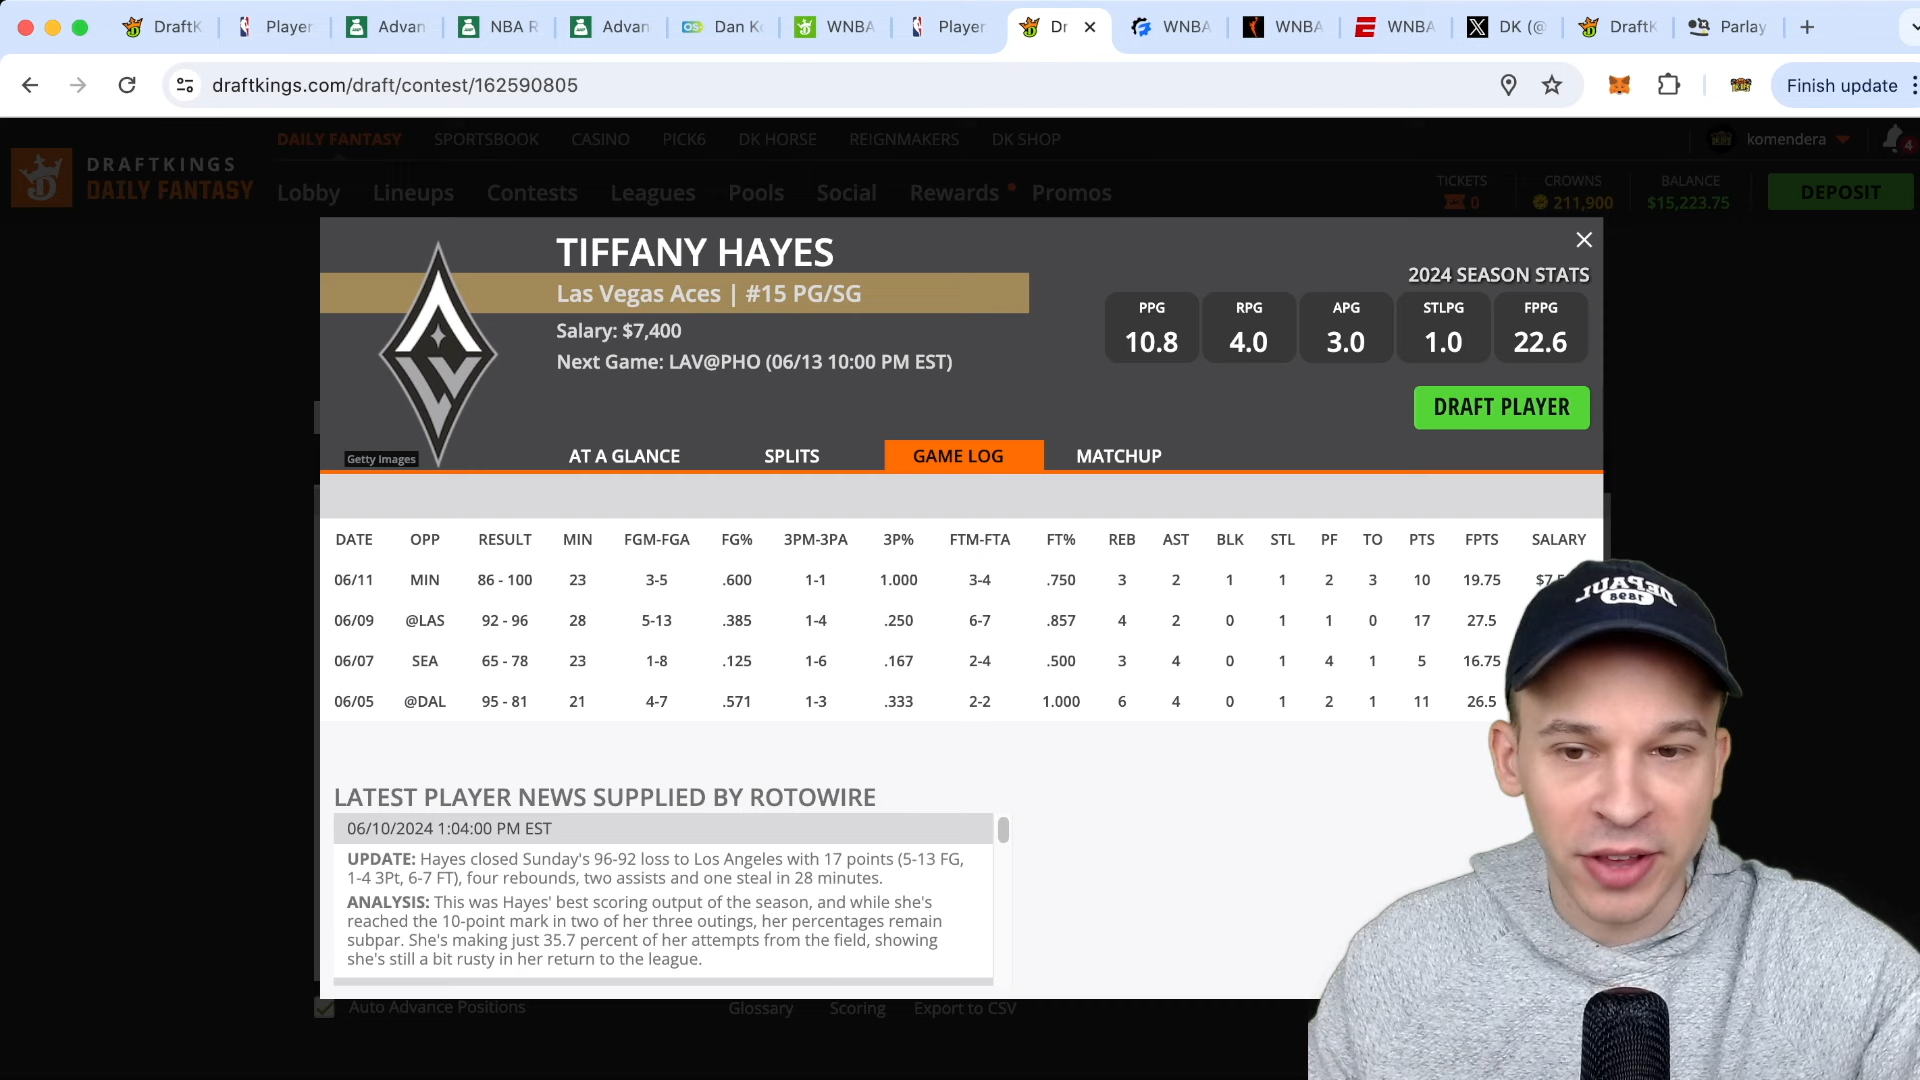 DraftK
Player
Advan
NBA R
Advan
Dan K
WNBA
Player
Dr
WNBA
WNBA
WNBA
DK (@
DraftK
Parlay
draftkings.com/draft/contest/162590805
Finish update
DAILY FANTASY SPORTSBOOK CASINO PICK6 DK HORSE REIGNMAKERS DK SHOP
komendera
4
DRAFTKINGS
DAILY FANTASY
Lobby Lineups Contests Leagues Pools Social Rewards Promos
TICKETS
0
CROWNS
211,900
BALANCE
$15,223.75
DEPOSIT
TIFFANY HAYES
Las Vegas Aces | #15 PG/SG
Salary: $7,400
Next Game: LAV@PHO (06/13 10:00 PM EST)
2024 SEASON STATS
PPG RPG APG STLPG FPPG
10.8 4.0 3.0 1.0 22.6
DRAFT PLAYER
Getty Images
AT A GLANCE SPLITS GAME LOG MATCHUP
DATE OPP RESULT MIN FGM-FGA FG% 3PM-3PA 3P% FTM-FTA FT% REB AST BLK STL PF TO PTS FPTS SALARY
06/11 MIN 86 - 100 23 3-5 .600 1-1 1.000 3-4 .750 3 2 1 1 2 3 10 19.75
06/09 @LAS 92 - 96 28 5-13 .385 1-4 .250 6-7 .857 4 2 0 1 1 0 17 27.5
06/07 SEA 65 - 78 23 1-8 .125 1-6 .167 2-4 .500 3 4 0 1 4 1 5 16.75
06/05 @DAL 95 - 81 21 4-7 .571 1-3 .333 2-2 1.000 6 4 0 1 2 1 11 26.5
LATEST PLAYER NEWS SUPPLIED BY ROTOWIRE
06/10/2024 1:04:00 PM EST
UPDATE: Hayes closed Sunday's 96-92 loss to Los Angeles with 17 points (5-13 FG,
1-4 3Pt, 6-7 FT), four rebounds, two assists and one steal in 28 minutes.
ANALYSIS: This was Hayes' best scoring output of the season, and while she's
reached the 10-point mark in two of her three outings, her percentages remain
subpar. She's making just 35.7 percent of her attempts from the field, showing
she's still a bit rusty in her return to the league.
Auto Advance Positions
Glossary Scoring Export to CSV
DEPAUL
1898